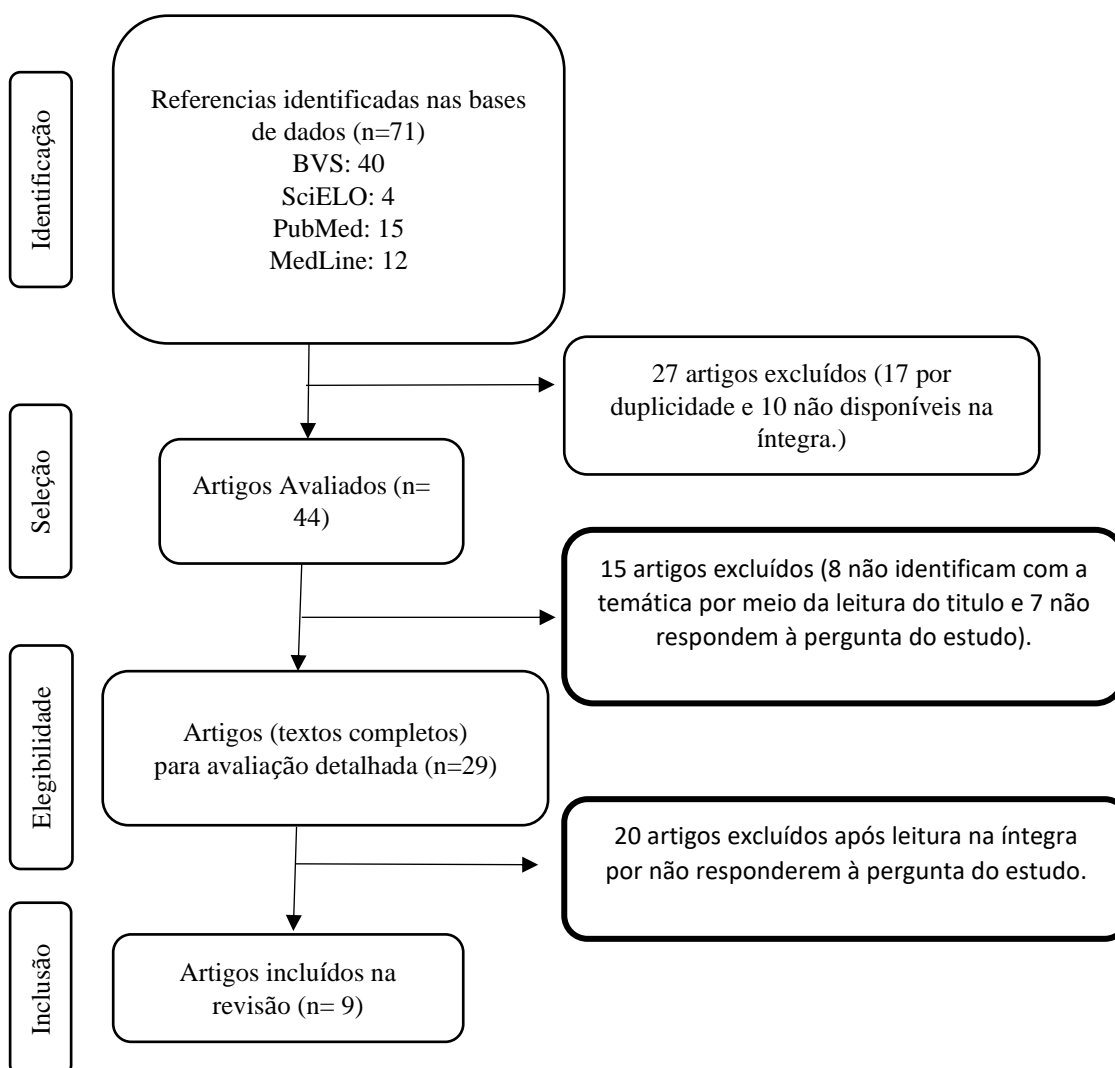 Identificação
Referencias identificadas nas bases
de dados (n=71)
BVS: 40
SciELO: 4
PubMed: 15
MedLine: 12
27 artigos excluídos (17 por
duplicidade e 10 não disponíveis na
íntegra.)
Seleção
Artigos Avaliados (n=
44)
15 artigos excluídos (8 não identificam com a
temática por meio da leitura do titulo e 7 não
respondem à pergunta do estudo).
Elegibilidade
Artigos (textos completos)
para avaliação detalhada (n=29)
20 artigos excluídos após leitura na íntegra
por não responderem à pergunta do estudo.
Inclusão
Artigos incluídos na
revisão (n= 9)